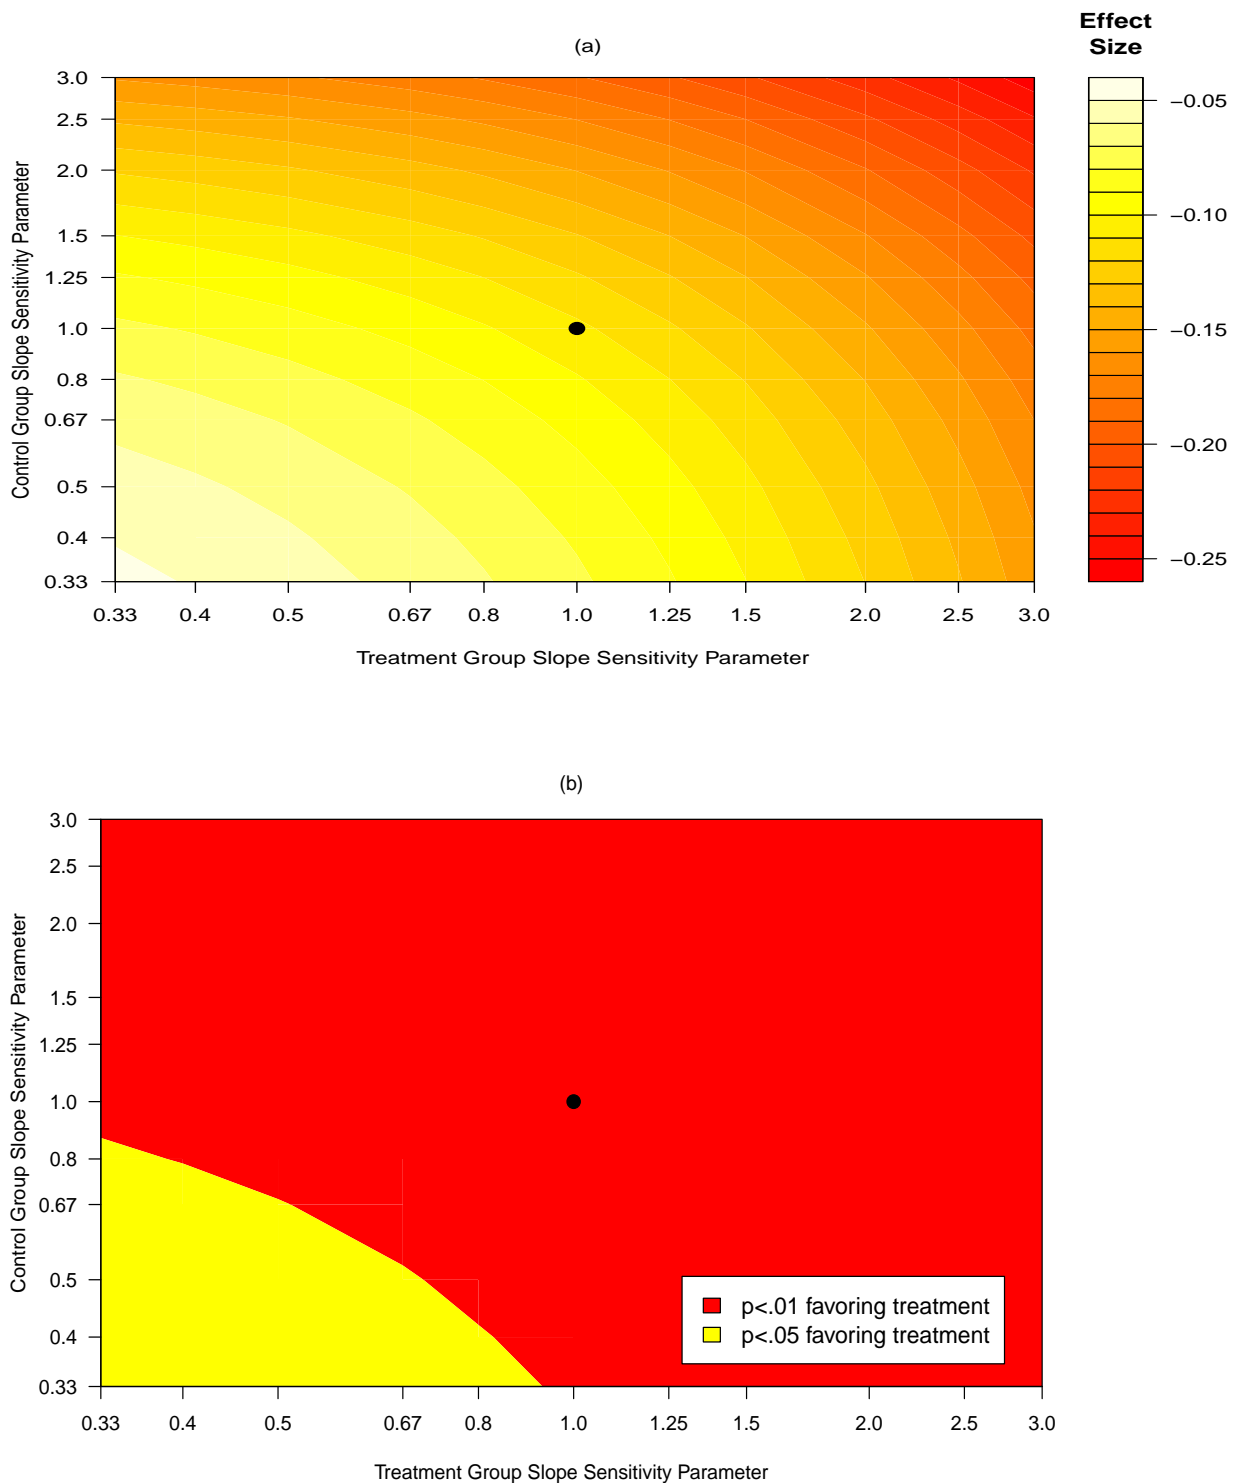 Effect
Size
(a)
3.0
2.5
2.0
1.5
1.25
1.0
0.8
0.67
0.5
0.4
0.33
Control Group Slope Sensitivity Parameter
0.33 0.4 0.5 0.67 0.8 1.0 1.25 1.5 2.0 2.5 3.0
Treatment Group Slope Sensitivity Parameter
−0.05
−0.10
−0.15
−0.20
−0.25
(b)
3.0
2.5
2.0
1.5
1.25
1.0
0.8
0.67
0.5
0.4
0.33
Control Group Slope Sensitivity Parameter
p<.01 favoring treatment
p<.05 favoring treatment
0.33 0.4 0.5 0.67 0.8 1.0 1.25 1.5 2.0 2.5 3.0
Treatment Group Slope Sensitivity Parameter